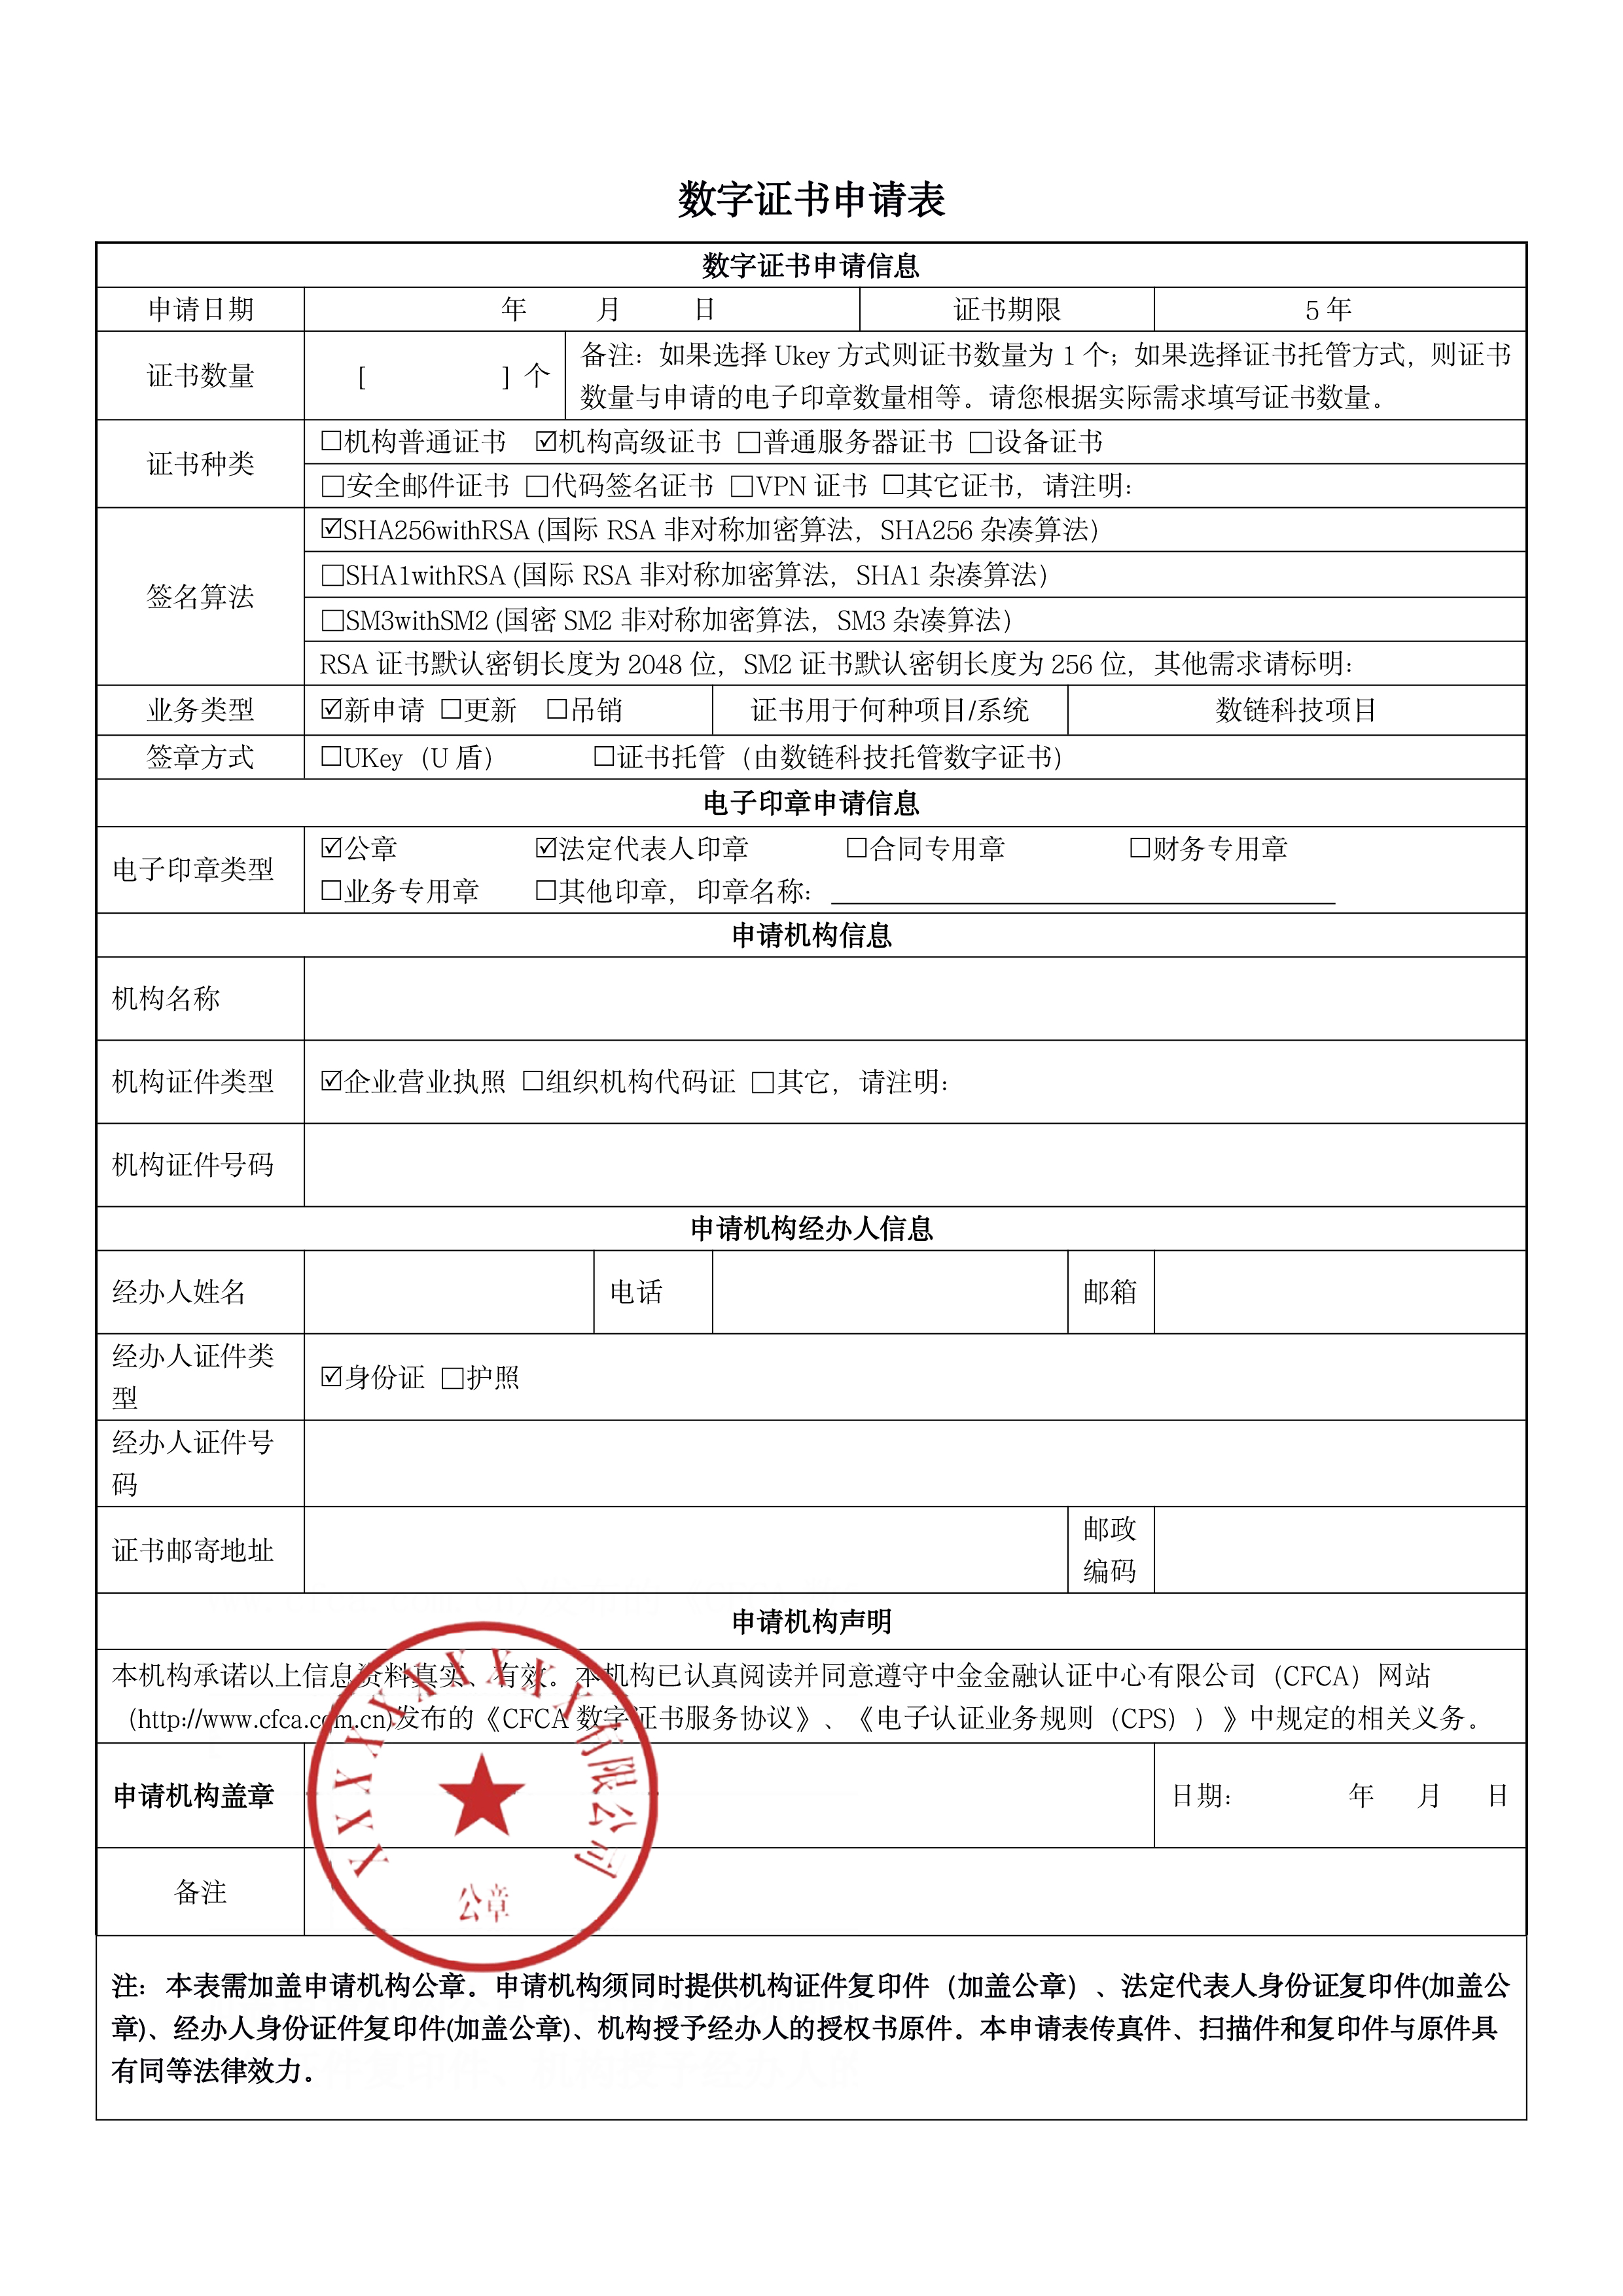 数字证书申请表
数字证书申请信息
申请日期 年 月 日 证书期限 5 年
证书数量 [ ] 个 备注：如果选择 Ukey 方式则证书数量为 1 个；如果选择证书托管方式，则证书
数量与申请的电子印章数量相等。请您根据实际需求填写证书数量。
证书种类 ☐机构普通证书 ☑机构高级证书 ☐普通服务器证书 ☐设备证书
☐安全邮件证书 ☐代码签名证书 ☐VPN 证书 ☐其它证书，请注明：
签名算法 ☑SHA256withRSA (国际 RSA 非对称加密算法，SHA256 杂凑算法)
☐SHA1withRSA (国际 RSA 非对称加密算法，SHA1 杂凑算法)
☐SM3withSM2 (国密 SM2 非对称加密算法，SM3 杂凑算法)
RSA 证书默认密钥长度为 2048 位，SM2 证书默认密钥长度为 256 位，其他需求请标明：
业务类型 ☑新申请 ☐更新 ☐吊销 证书用于何种项目/系统 数链科技项目
签章方式 ☐UKey（U 盾） ☐证书托管（由数链科技托管数字证书）
电子印章申请信息
电子印章类型 ☑公章 ☑法定代表人印章 ☐合同专用章 ☐财务专用章
☐业务专用章 ☐其他印章，印章名称：
申请机构信息
机构名称
机构证件类型 ☑企业营业执照 ☐组织机构代码证 ☐其它，请注明：
机构证件号码
申请机构经办人信息
经办人姓名 电话 邮箱
经办人证件类
型 ☑身份证 ☐护照
经办人证件号
码
证书邮寄地址 邮政
编码
申请机构声明
本机构承诺以上信息资料真实、有效。本机构已认真阅读并同意遵守中金金融认证中心有限公司（CFCA）网站
（http://www.cfca.com.cn)发布的《CFCA 数字证书服务协议》、《电子认证业务规则（CPS））》中规定的相关义务。
申请机构盖章 日期： 年 月 日
备注
XXXXXXXXXXX有限公司
公章
注：本表需加盖申请机构公章。申请机构须同时提供机构证件复印件（加盖公章）、法定代表人身份证复印件(加盖公
章)、经办人身份证件复印件(加盖公章)、机构授予经办人的授权书原件。本申请表传真件、扫描件和复印件与原件具
有同等法律效力。